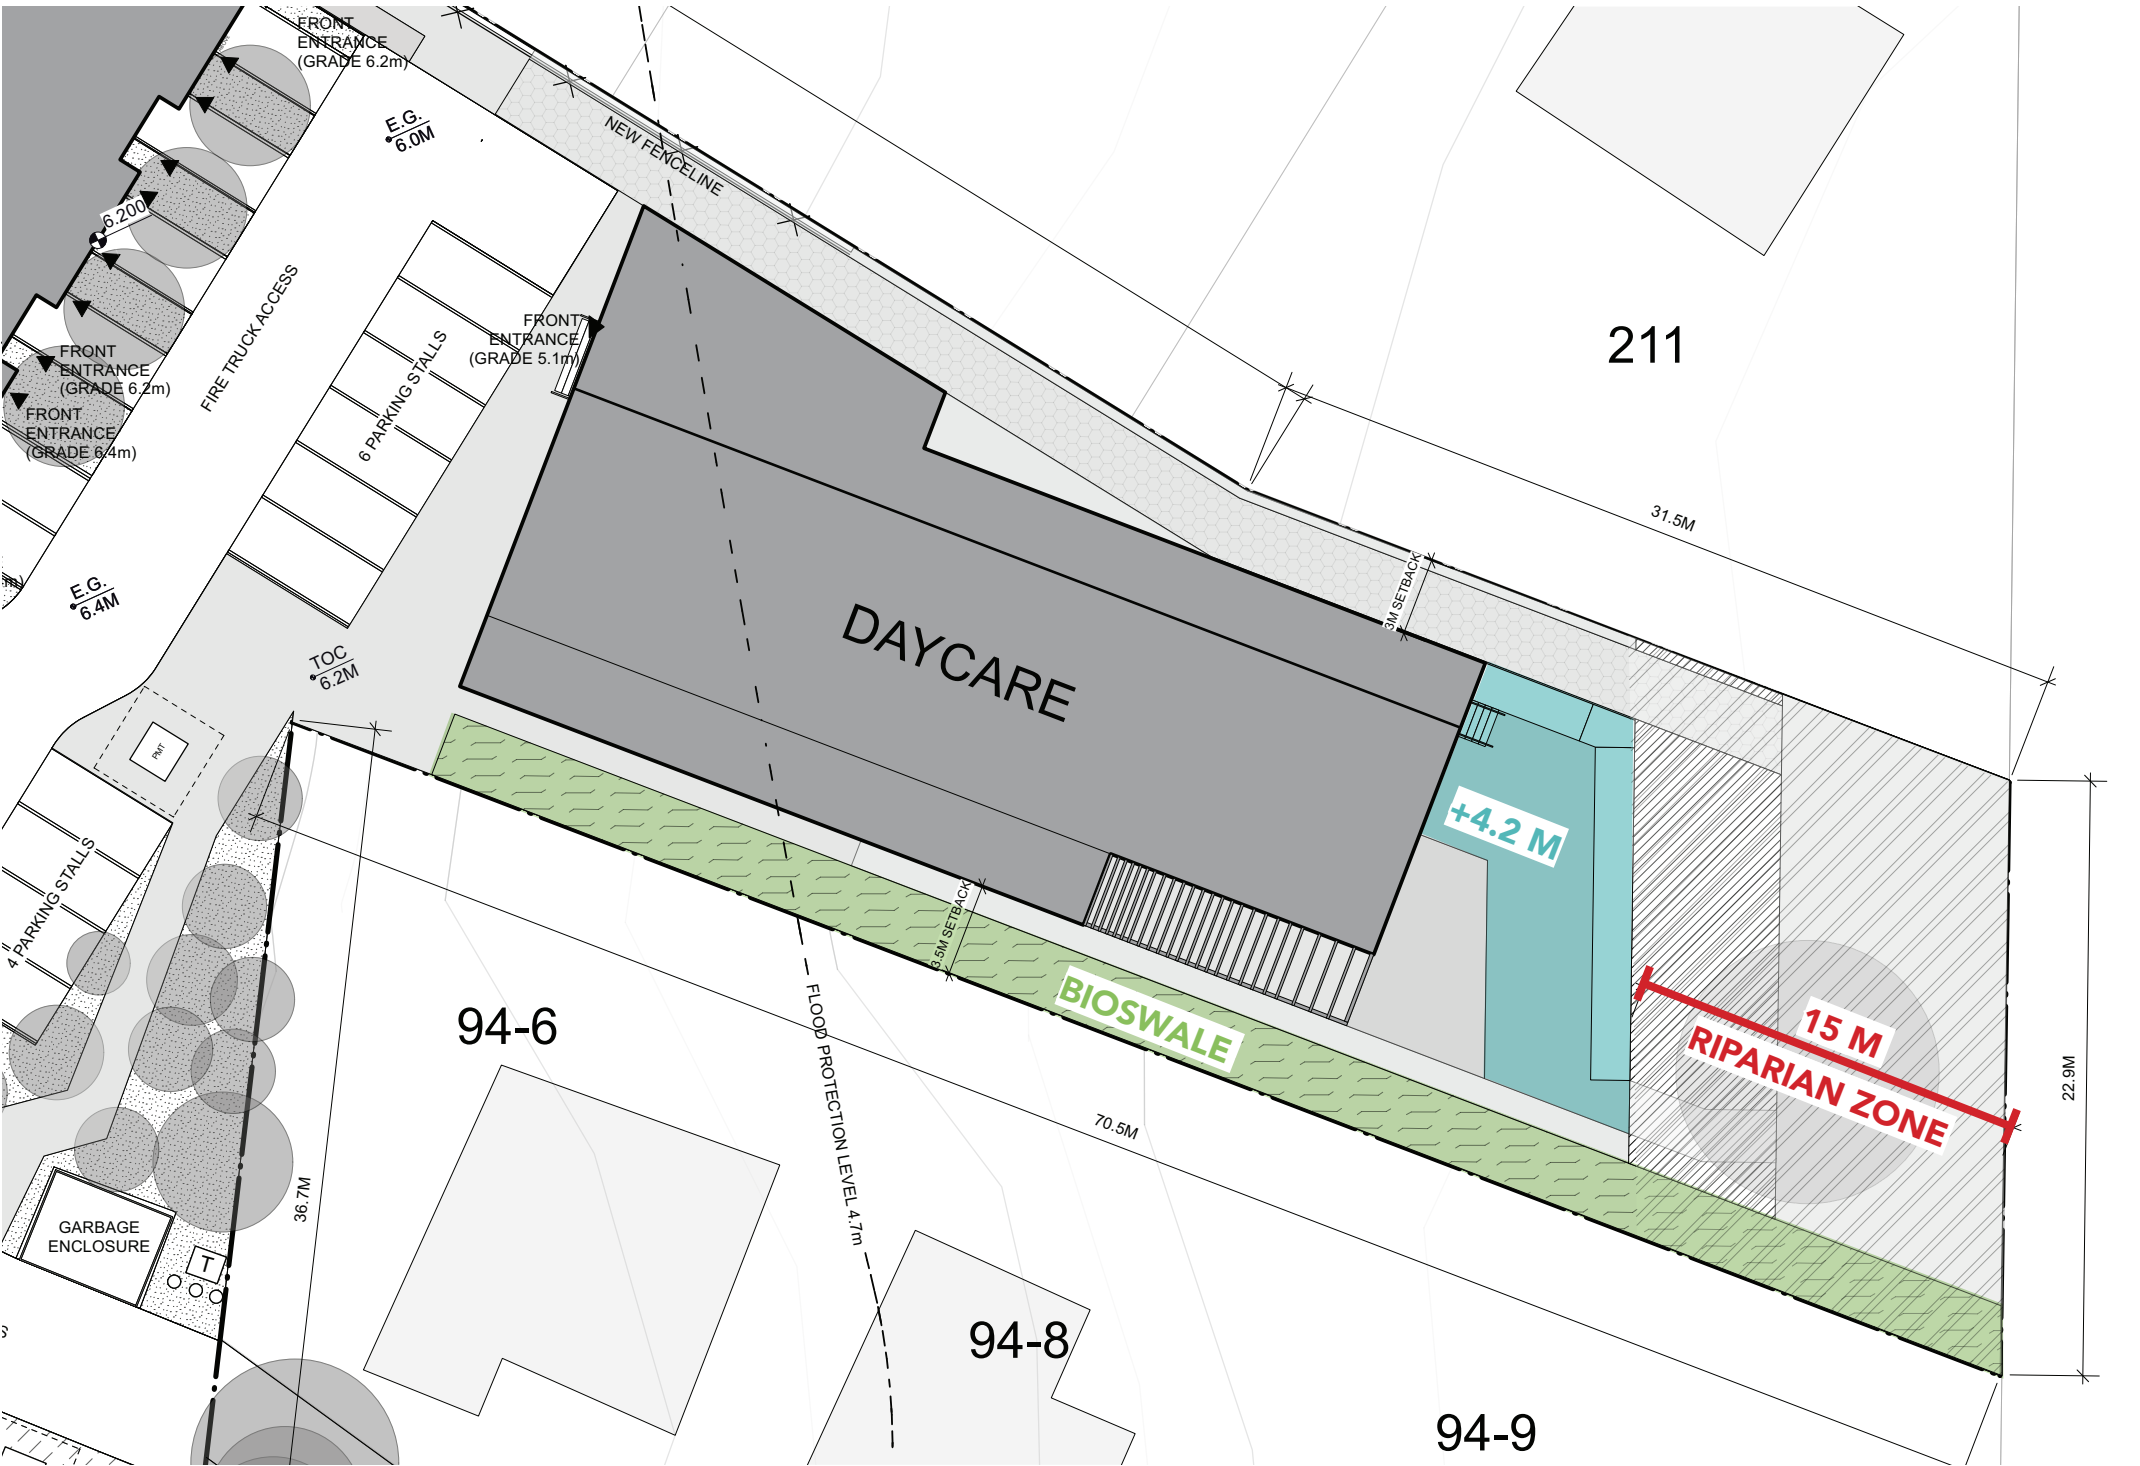 FRONT
ENTRANCE
(GRADE 6.2m)
E.G.
6.0M
NEW FENCELINE
6.200
FIRE TRUCK ACCESS
FRONT
ENTRANCE
(GRADE 5.1m)
6 PARKING STALLS
211
FRONT
ENTRANCE
(GRADE 6.2m)
FRONT
ENTRANCE
(GRADE 6.4m)
31.5M
3M SETBACK
m)
E.G.
6.4M
DAYCARE
TOC
6.2M
PMT
+4.2 M
4 PARKING STALLS
3.5M SETBACK
BIOSWALE
15 M
RIPARIAN ZONE
22.9M
94-6
FLOOD PROTECTION LEVEL 4.7m
70.5M
36.7M
GARBAGE
ENCLOSURE
T
S
94-8
94-9